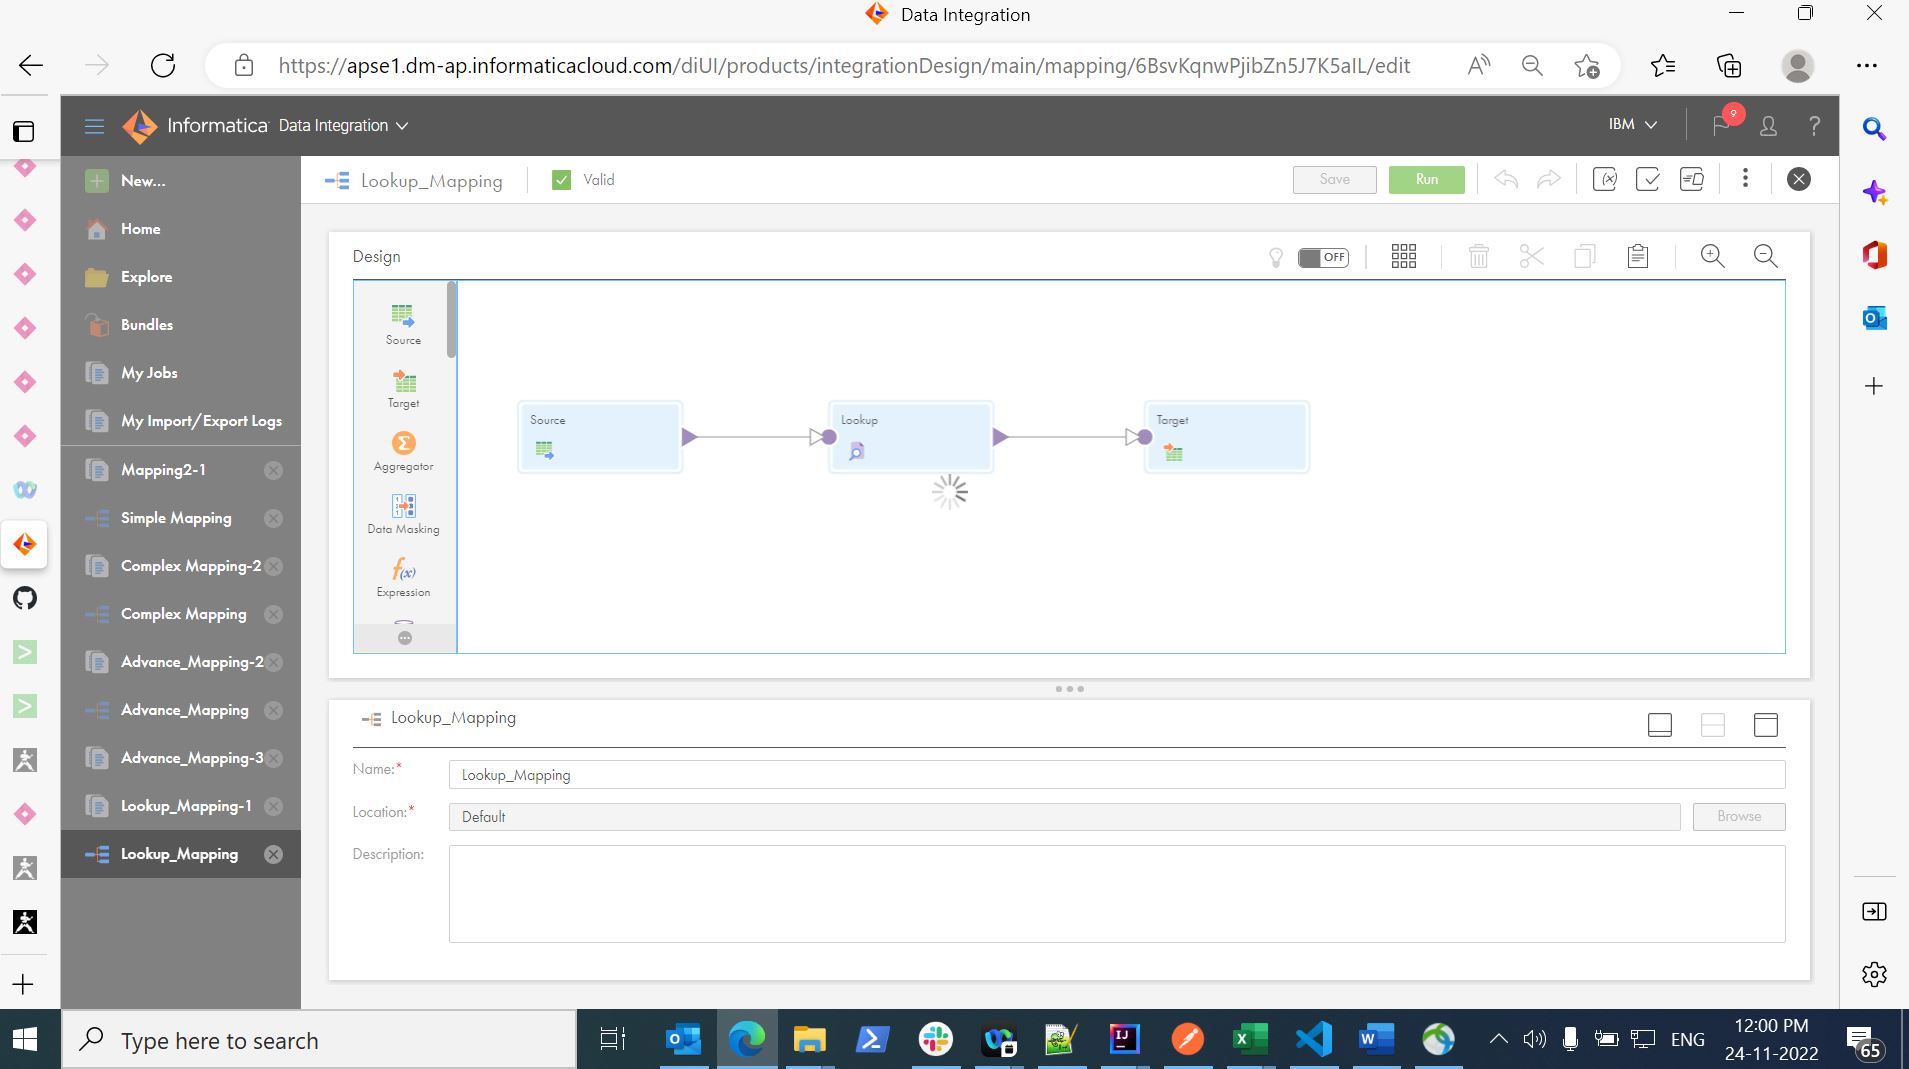 Data Integration
https://apse1.dm-ap.informaticacloud.com/diUI/products/integrationDesign/main/mapping/6BsvKqnwPjibZn5J7K5aIL/edit
Informatica Data Integration
IBM
9
?
New...
Home
Explore
Bundles
My Jobs
My Import/Export Logs
Mapping2-1
Simple Mapping
Complex Mapping-2
Complex Mapping
Advance_Mapping-2
Advance_Mapping
Advance_Mapping-3
Lookup_Mapping-1
Lookup_Mapping
Lookup_Mapping
Valid
Save
Run
Design
OFF
Source
Target
Aggregator
Data Masking
Expression
Source
Lookup
Target
Lookup_Mapping
Name:*
Lookup_Mapping
Location:*
Default
Browse
Description:
Type here to search
ENG
12:00 PM
24-11-2022
65